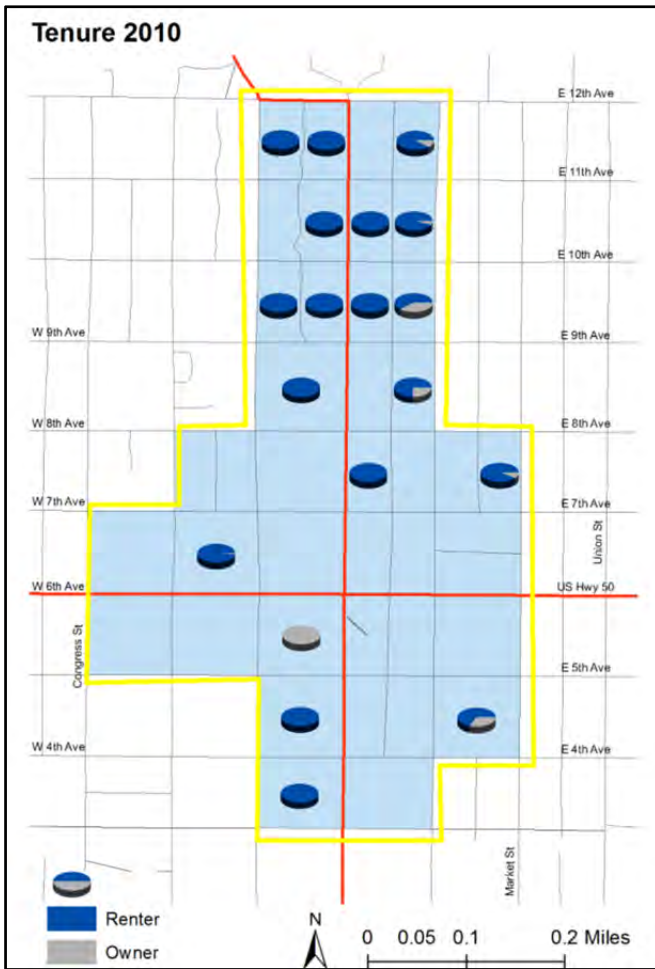 Tenure 2010
E 12th Ave
E 11th Ave
E 10th Ave
W 9th Ave
E 9th Ave
W 8th Ave
E 8th Ave
W 7th Ave
E 7th Ave
Union St
W 6th Ave
US Hwy 50
Congress St
E 5th Ave
W 4th Ave
E 4th Ave
Market St
Renter
Owner
N
0 0.05 0.1 0.2 Miles